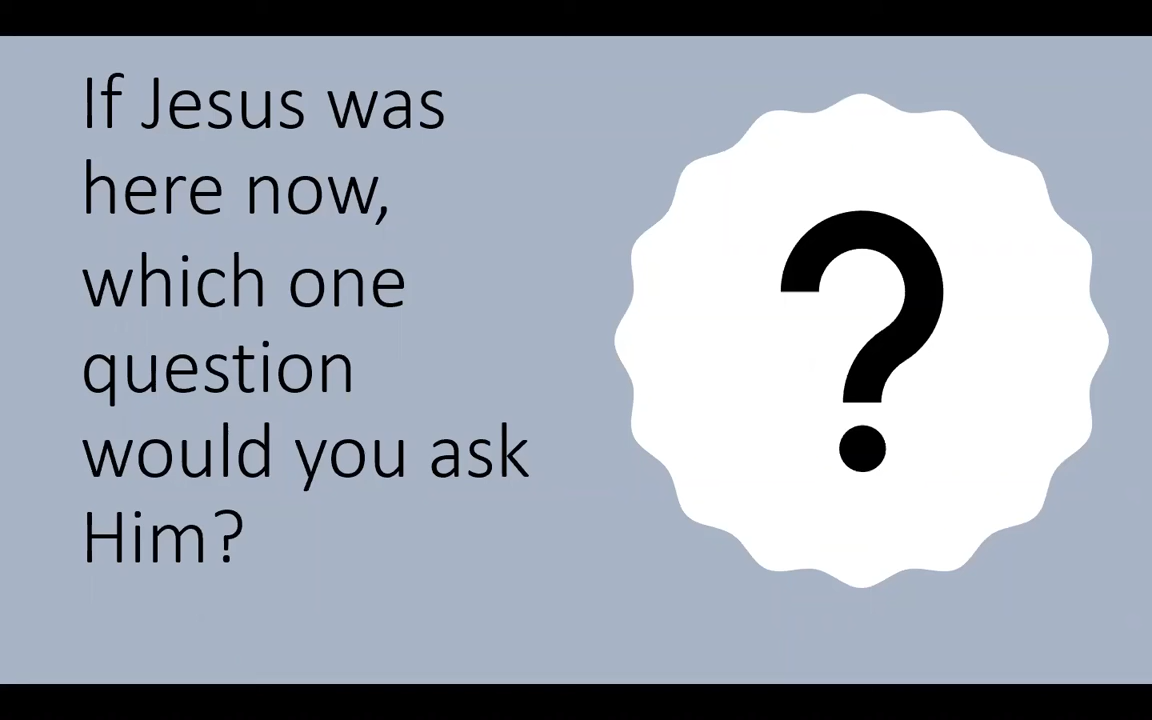 If Jesus was
here now,
which one
question
would you ask
Him?
?